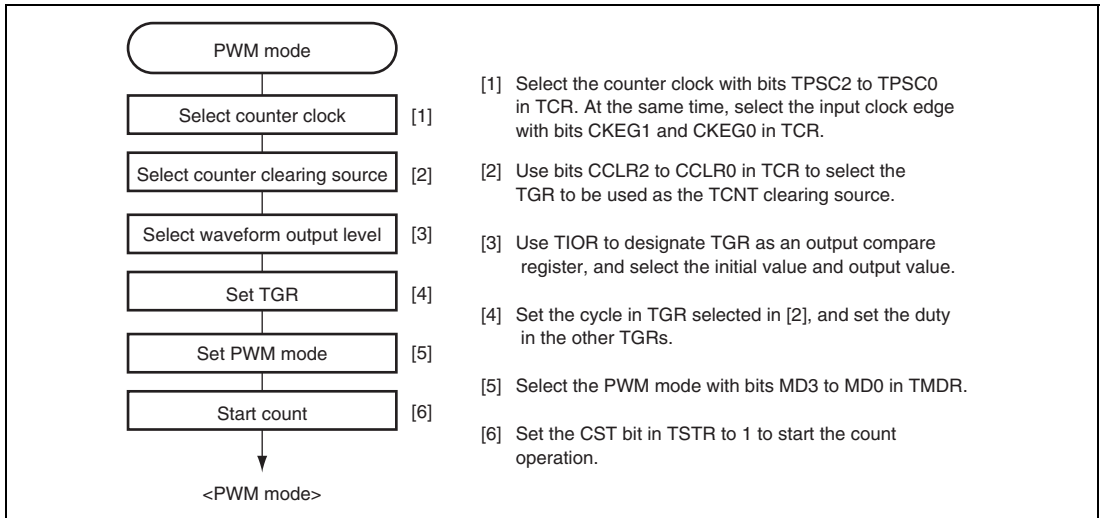 PWM mode
Select counter clock [1]
Select counter clearing source [2]
Select waveform output level [3]
Set TGR [4]
Set PWM mode [5]
Start count [6]
<PWM mode>
[1] Select the counter clock with bits TPSC2 to TPSC0
in TCR. At the same time, select the input clock edge
with bits CKEG1 and CKEG0 in TCR.
[2] Use bits CCLR2 to CCLR0 in TCR to select the
TGR to be used as the TCNT clearing source.
[3] Use TIOR to designate TGR as an output compare
register, and select the initial value and output value.
[4] Set the cycle in TGR selected in [2], and set the duty
in the other TGRs.
[5] Select the PWM mode with bits MD3 to MD0 in TMDR.
[6] Set the CST bit in TSTR to 1 to start the count
operation.